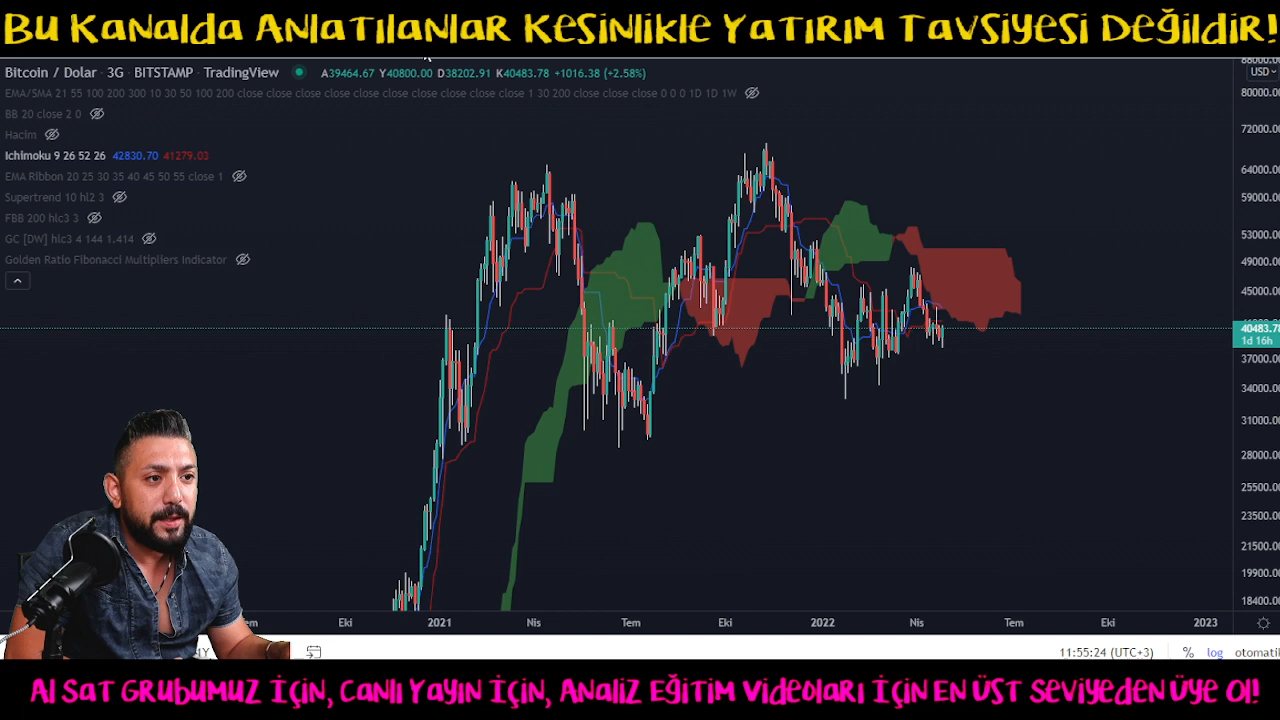 Bu Kanalda Anlatılanlar Kesinlikle Yatırım Tavsiyesi Değildir!
Bitcoin / Dolar · 3G · BITSTAMP · TradingView A39464.67 Y40800.00 D38202.91 K40483.78 +1016.38 (+2.58%)
EMA/SMA 21 55 100 200 300 10 30 50 100 200 close close close close close close close close close close 1 30 200 close close close 0 0 0 1D 1D 1W
BB 20 close 2 0
Hacim
Ichimoku 9 26 52 26 42830.70 41279.03
EMA Ribbon 20 25 30 35 40 45 50 55 close 1
Supertrend 10 hl2 3
FBB 200 hlc3 3
GC [DW] hlc3 4 144 1.414
Golden Ratio Fibonacci Multipliers Indicator
USD
80000.00
72000.00
64000.00
59000.00
53000.00
49000.00
45000.00
40483.78
1d 16h
37000.00
34000.00
31000.00
28000.00
25500.00
23500.00
21500.00
19900.00
18400.00
Eki 2021 Nis Tem Eki 2022 Nis Tem Eki 2023
11:55:24 (UTC+3) % log otomatik
Al Sat Grubumuz İçin, Canlı Yayın İçin, Analiz Eğitim Videoları İçin En Üst Seviyeden Üye Ol!